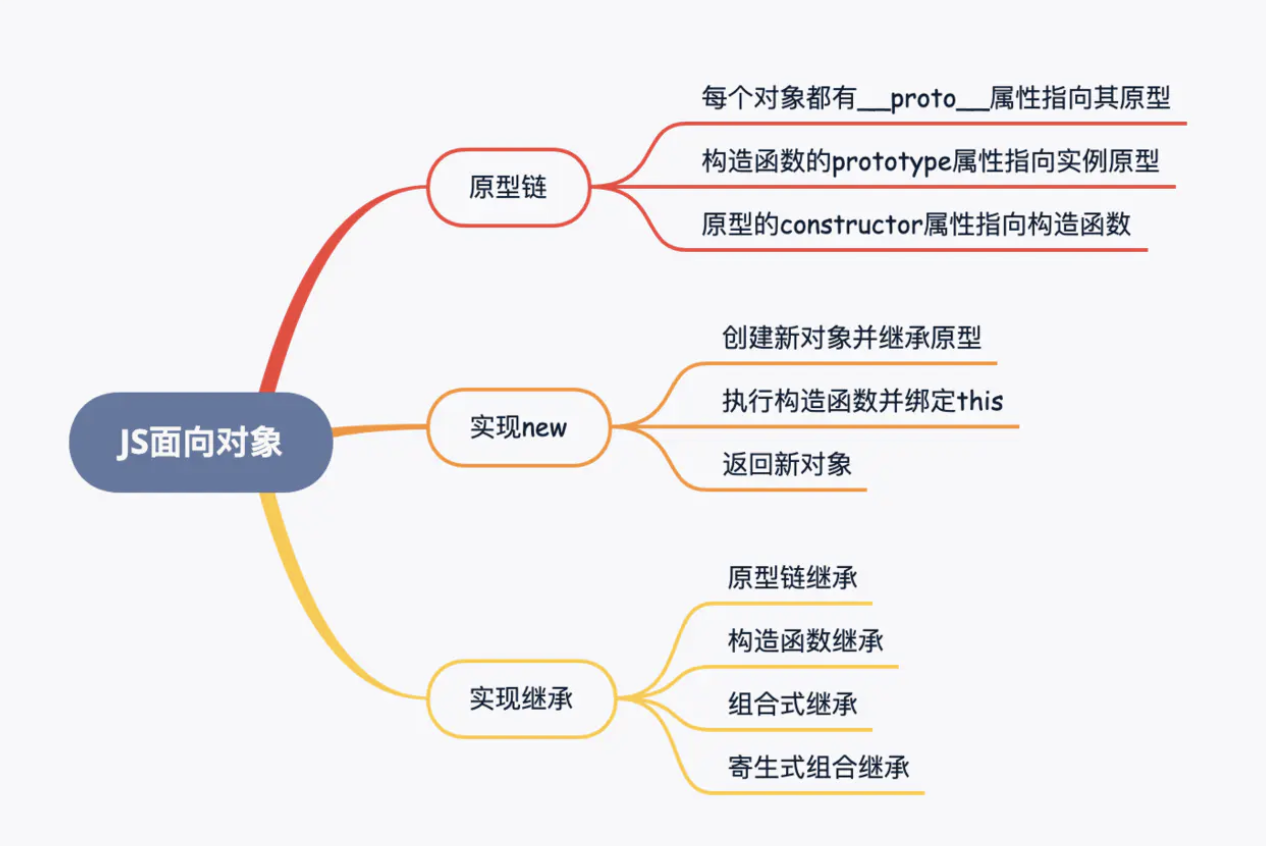 JS面向对象
原型链
每个对象都有__proto__属性指向其原型
构造函数的prototype属性指向实例原型
原型的constructor属性指向构造函数
实现new
创建新对象并继承原型
执行构造函数并绑定this
返回新对象
实现继承
原型链继承
构造函数继承
组合式继承
寄生式组合继承